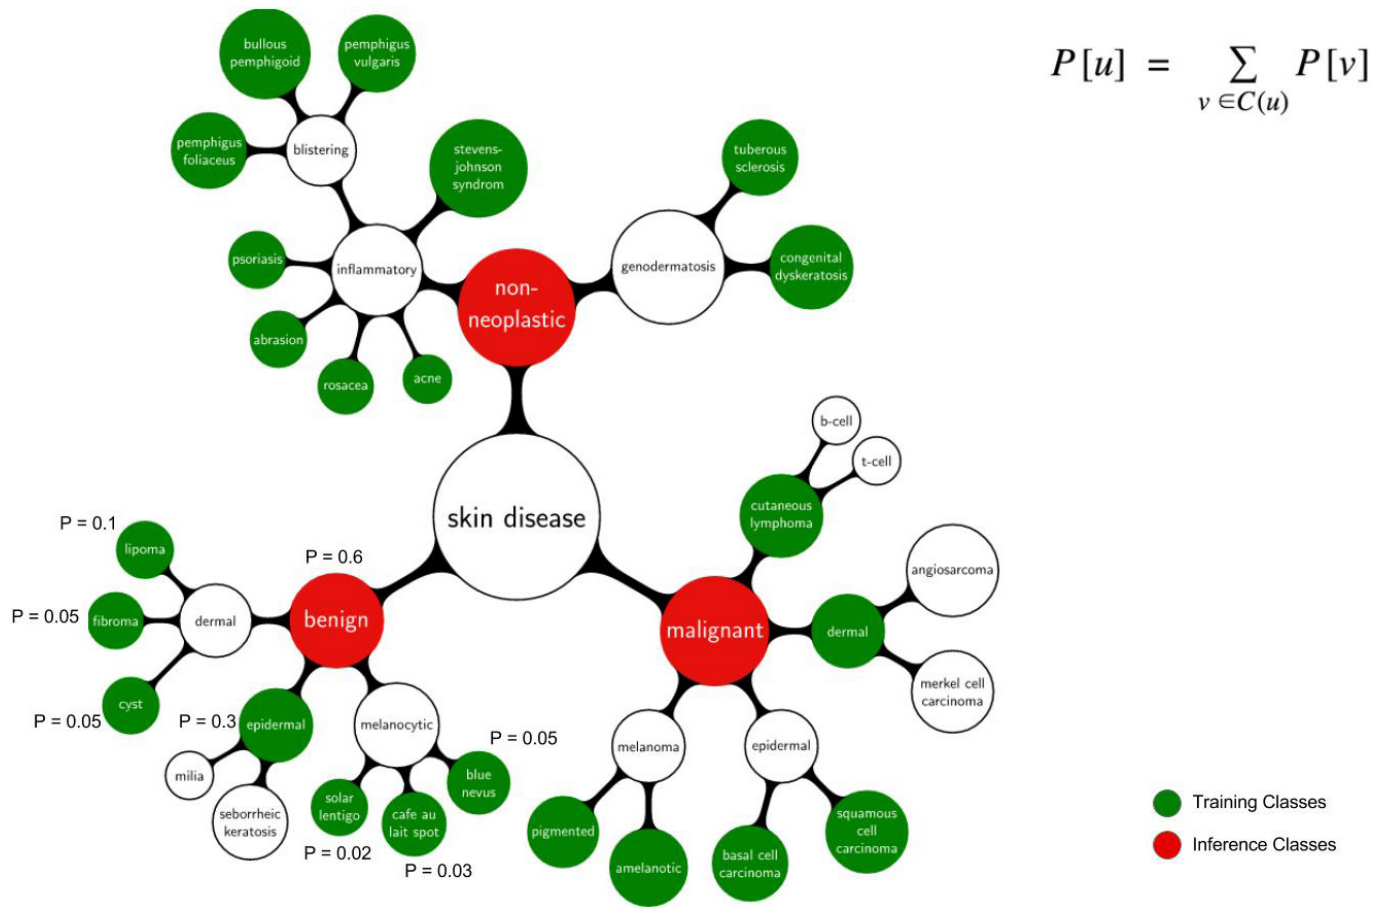 bullous
pemphigoid
pemphigus
vulgaris
P[u] = ∑ P[v]
v ∈C(u)
pemphigus
foliaceus
blistering
stevens-
johnson
syndrom
tuberous
sclerosis
psoriasis
inflammatory
non-
neoplastic
genodermatosis
congenital
dyskeratosis
abrasion
rosacea
acne
b-cell
t-cell
skin disease
cutaneous
lymphoma
P = 0.1
lipoma
P = 0.6
angiosarcoma
P = 0.05
fibroma
dermal
benign
malignant
dermal
merkel cell
carcinoma
cyst
P = 0.05
P = 0.3
epidermal
melanocytic
P = 0.05
melanoma
epidermal
milia
blue
nevus
solar
lentigo
cafe au
lait spot
seborrheic
keratosis
P = 0.02
P = 0.03
pigmented
amelanotic
basal cell
carcinoma
squamous
cell
carcinoma
Training Classes
Inference Classes